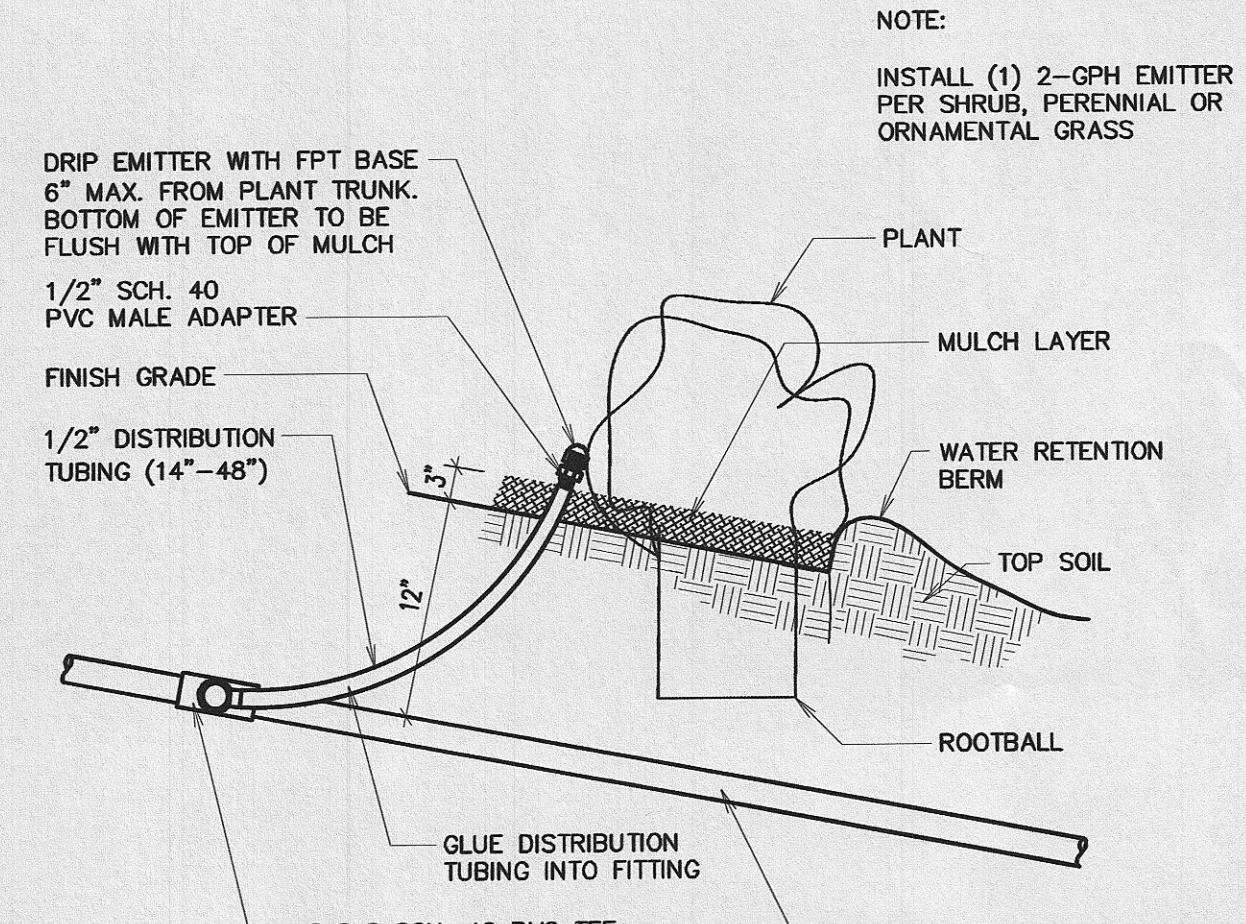 NOTE:
INSTALL (1) 2-GPH EMITTER
PER SHRUB, PERENNIAL OR
ORNAMENTAL GRASS
DRIP EMITTER WITH FPT BASE
6" MAX. FROM PLANT TRUNK.
BOTTOM OF EMITTER TO BE
FLUSH WITH TOP OF MULCH
1/2" SCH. 40
PVC MALE ADAPTER
FINISH GRADE
1/2" DISTRIBUTION
TUBING (14"-48")
3"
12"
PLANT
MULCH LAYER
WATER RETENTION
BERM
TOP SOIL
ROOTBALL
GLUE DISTRIBUTION
TUBING INTO FITTING